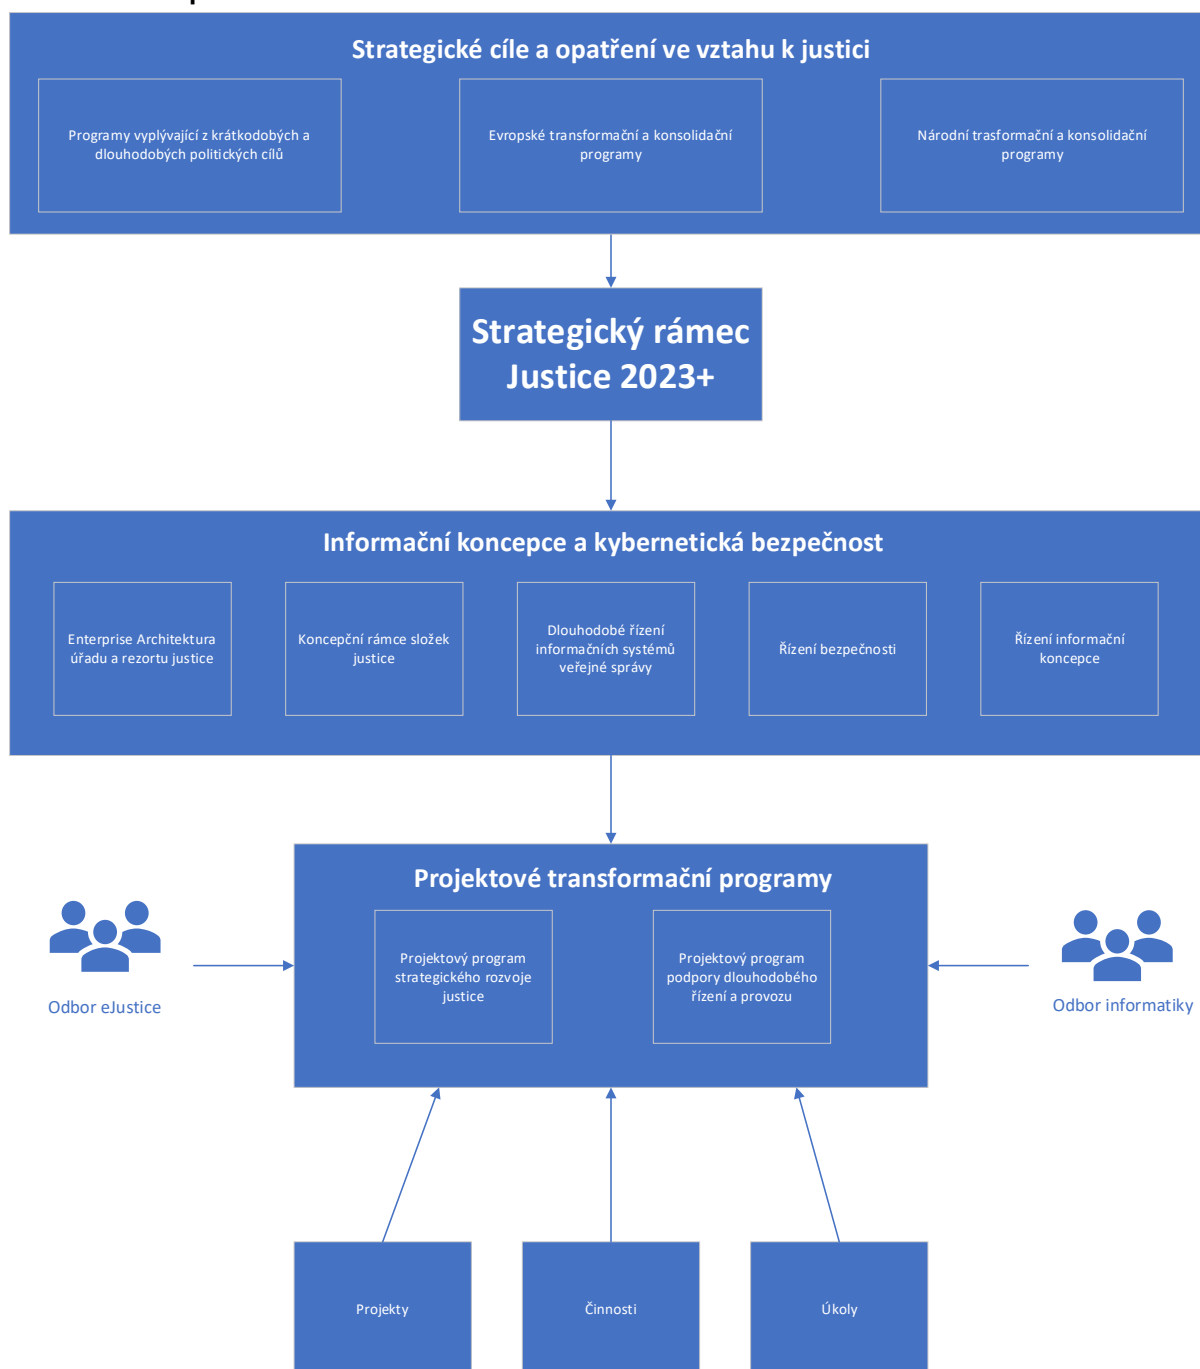 Strategické cíle a opatření ve vztahu k justici
Programy vyplývající z krátkodobých a
dlouhodobých politických cílů
Evropské transformační a konsolidační
programy
Národní trasformační a konsolidační
programy
Strategický rámec
Justice 2023+
Informační koncepce a kybernetická bezpečnost
Enterprise Architektura
úřadu a rezortu justice
Koncepční rámce složek
justice
Dlouhodobé řízení
informačních systémů
veřejné správy
Řízení bezpečnosti
Řízení informační
koncepce
Projektové transformační programy
Projektový program
strategického rozvoje
justice
Projektový program
podpory dlouhodobého
řízení a provozu
Odbor eJustice
Odbor informatiky
Projekty
Činnosti
Úkoly